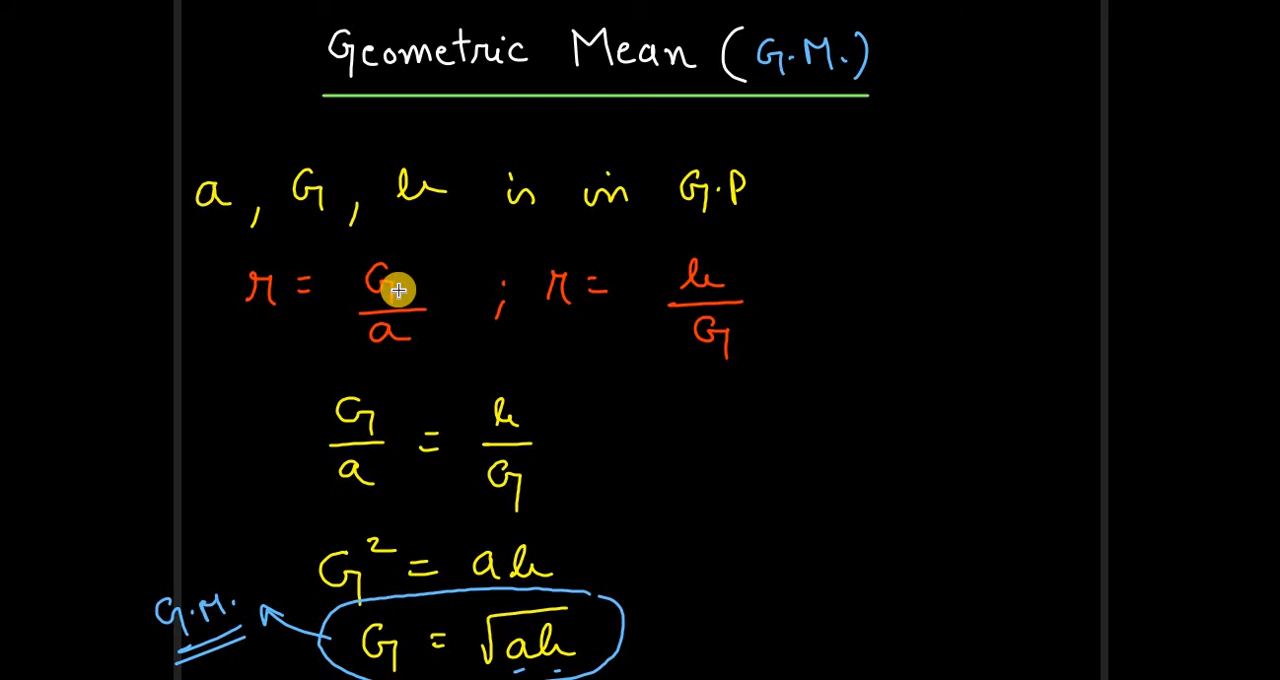 Geometric Mean (G.M.)
a, G, b is in G.P
r = G/a ; r = b/G
G/a = b/G
G² = ab
G.M.
G = √ab